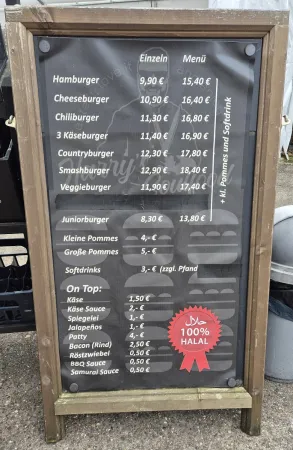 Einzeln Menü
Hamburger 9,90 € 15,40 €
Cheeseburger 10,90 € 16,40 €
Chiliburger 11,30 € 16,80 €
3 Käseburger 11,40 € 16,90 €
Countryburger 12,30 € 17,80 €
Smashburger 12,90 € 18,40 €
Veggieburger 11,90 € 17,40 €
+ kl. Pommes und Softdrink
Juniorburger 8,30 € 13,80 €
Kleine Pommes 4,- €
Große Pommes 5,- €
Softdrinks 3,- € (zzgl. Pfand
On Top:
Käse 1,50 €
Käse Sauce 2,- €
Spiegelei 1,- €
Jalapeños 1,- €
Patty 4,- €
Bacon (Rind) 2,50 €
Röstzwiebel 0,50 €
BBQ Sauce 0,50 €
Samurai Sauce 0,50 €
حلال
100%
HALAL